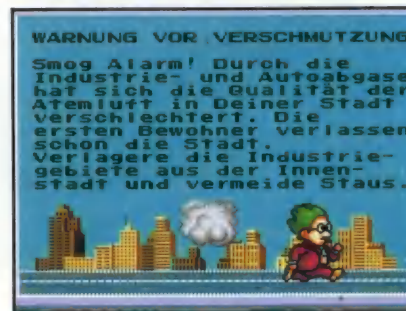 WARNUNG VOR VERSCHMUTZUNG
Smog Alarm! Durch die
Industrie- und Autoabgase
hat sich die Qualität der
Atemluft in Deiner Stadt
verschlechtert. Die
ersten Bewohner verlassen
schon die Stadt.
Verlagere die Industrie-
gebiete aus der Innen-
stadt und vermeide Staus.